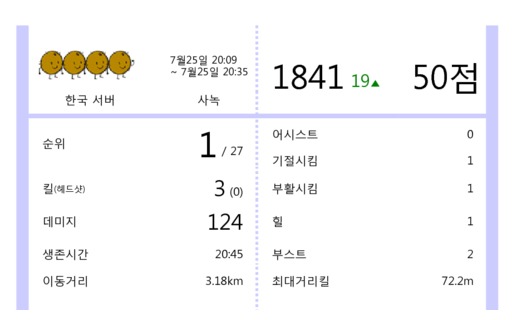 7월25일 20:09
~ 7월25일 20:35
한국 서버
사녹
1841 19▲
50점
순위
1 / 27
킬(헤드샷)
3 (0)
데미지
124
생존시간
20:45
이동거리
3.18km
어시스트
0
기절시킴
1
부활시킴
1
힐
1
부스트
2
최대거리킬
72.2m